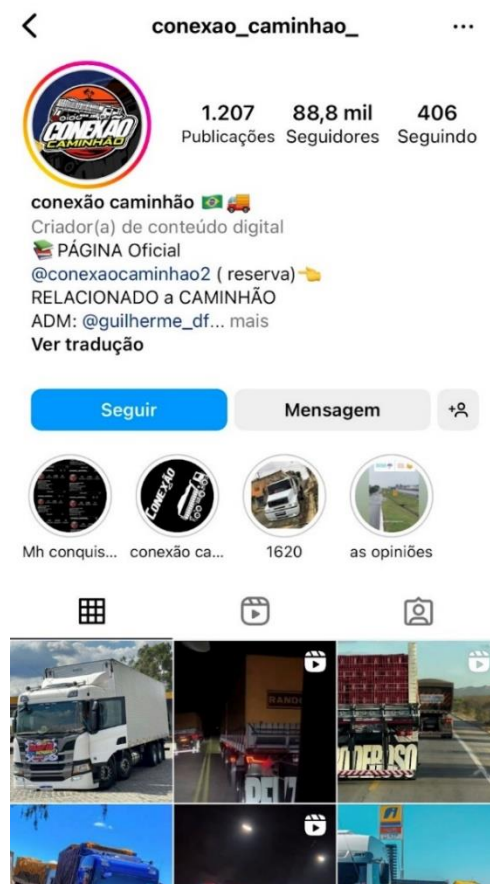 conexao_caminhao_
CONEXÃO
CAMINHÃO
1.207 88,8 mil 406
Publicações Seguidores Seguindo
conexão caminhão
Criador(a) de conteúdo digital
PÁGINA Oficial
@conexaocaminhao2 ( reserva)
RELACIONADO a CAMINHÃO
ADM: @guilherme_df... mais
Ver tradução
Seguir Mensagem
CONEXÃO
Mh conquis... conexão ca... 1620 as opiniões